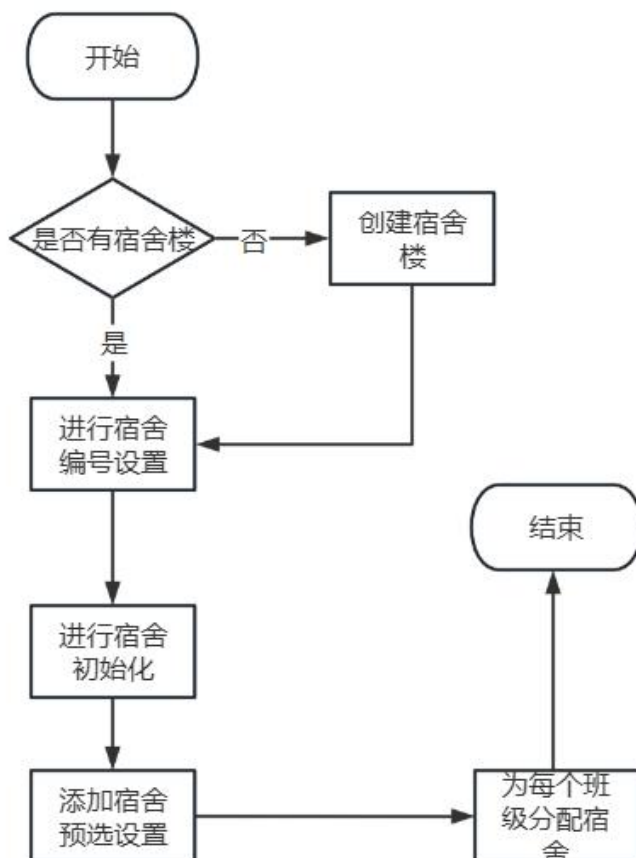 开始
是否有宿舍楼
否
创建宿舍
楼
是
进行宿舍
编号设置
结束
进行宿舍
初始化
添加宿舍
预选设置
为每个班
级分配宿
舍